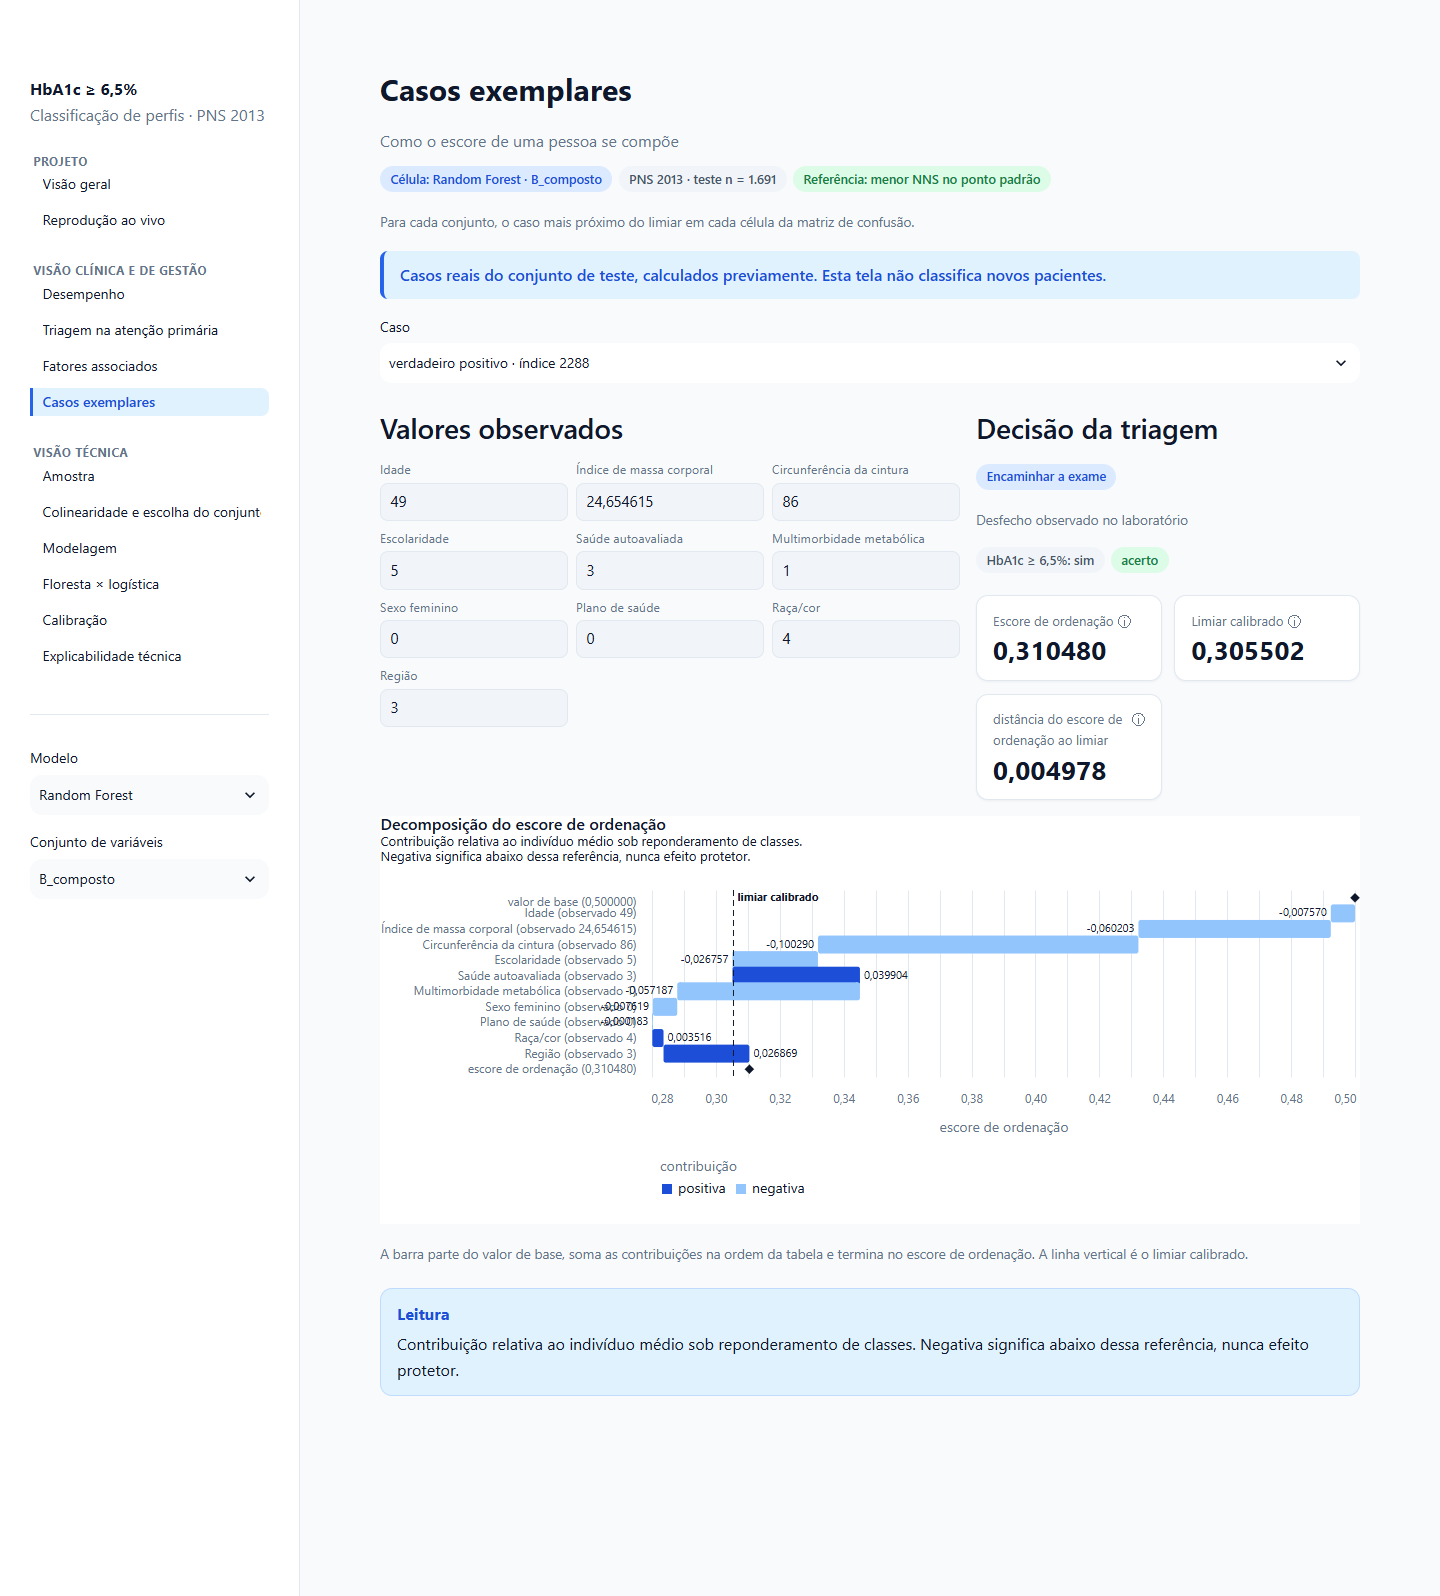 HbA1c ≥ 6,5%
Classificação de perfis · PNS 2013
PROJETO
Visão geral
Reprodução ao vivo
VISÃO CLÍNICA E DE GESTÃO
Desempenho
Triagem na atenção primária
Fatores associados
Casos exemplares
VISÃO TÉCNICA
Amostra
Colinearidade e escolha do conjunt
Modelagem
Floresta × logística
Calibração
Explicabilidade técnica
Modelo
Random Forest
Conjunto de variáveis
B_composto
Casos exemplares
Como o escore de uma pessoa se compõe
Célula: Random Forest · B_composto
PNS 2013 · teste n = 1.691
Referência: menor NNS no ponto padrão
Para cada conjunto, o caso mais próximo do limiar em cada célula da matriz de confusão.
Casos reais do conjunto de teste, calculados previamente. Esta tela não classifica novos pacientes.
Caso
verdadeiro positivo · índice 2288
Valores observados
Idade
49
Índice de massa corporal
24,654615
Circunferência da cintura
86
Escolaridade
5
Saúde autoavaliada
3
Multimorbidade metabólica
1
Sexo feminino
0
Plano de saúde
0
Raça/cor
4
Região
3
Decisão da triagem
Encaminhar a exame
Desfecho observado no laboratório
HbA1c ≥ 6,5%: sim
acerto
Escore de ordenação ⓘ
0,310480
Limiar calibrado ⓘ
0,305502
distância do escore de ⓘ
ordenação ao limiar
0,004978
Decomposição do escore de ordenação
Contribuição relativa ao indivíduo médio sob reponderamento de classes.
Negativa significa abaixo dessa referência, nunca efeito protetor.
limiar calibrado
valor de base (0,500000)
Idade (observado 49) -0,007570
Índice de massa corporal (observado 24,654615) -0,060203
Circunferência da cintura (observado 86) -0,100290
Escolaridade (observado 5) -0,026757
Saúde autoavaliada (observado 3) 0,039904
Multimorbidade metabólica (observado 1) -0,057187
Sexo feminino (observado 0) -0,007619
Plano de saúde (observado 0) -0,000183
Raça/cor (observado 4) 0,003516
Região (observado 3) 0,026869
escore de ordenação (0,310480)
0,28 0,30 0,32 0,34 0,36 0,38 0,40 0,42 0,44 0,46 0,48 0,50
escore de ordenação
contribuição
positiva negativa
A barra parte do valor de base, soma as contribuições na ordem da tabela e termina no escore de ordenação. A linha vertical é o limiar calibrado.
Leitura
Contribuição relativa ao indivíduo médio sob reponderamento de classes. Negativa significa abaixo dessa referência, nunca efeito
protetor.